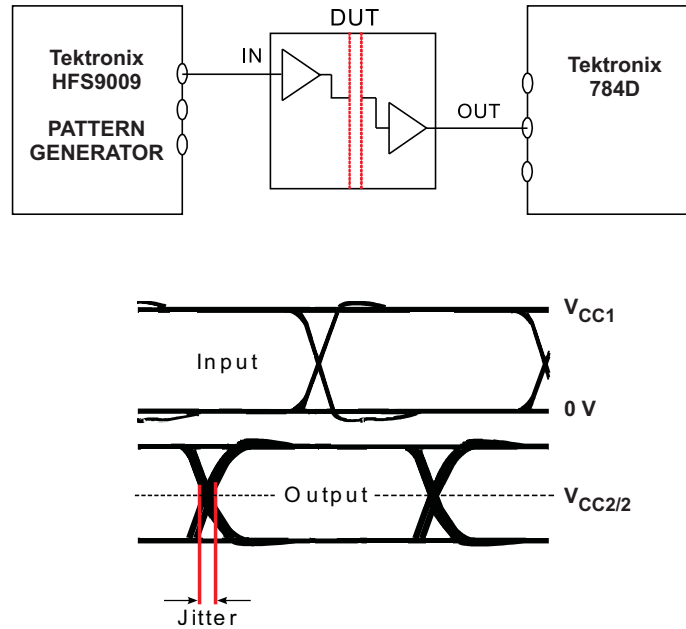 DUT
Tektronix
HFS9009
PATTERN
GENERATOR
IN
OUT
Tektronix
784D
VCC1
Input
0 V
Output
VCC2/2
Jitter